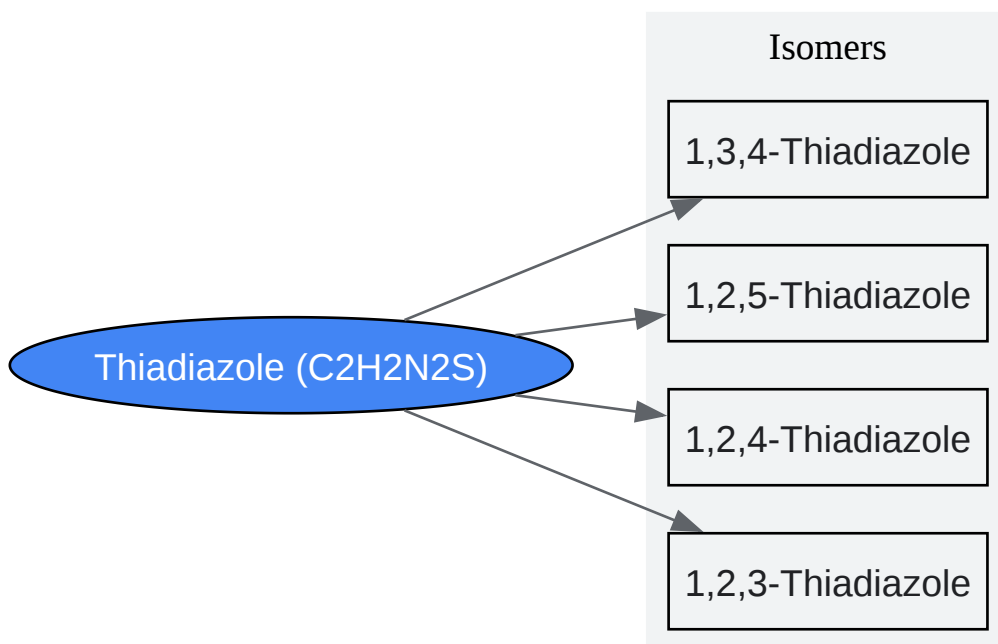 Isomers
1,3,4-Thiadiazole
1,2,5-Thiadiazole
Thiadiazole (C2H2N2S)
1,2,4-Thiadiazole
1,2,3-Thiadiazole